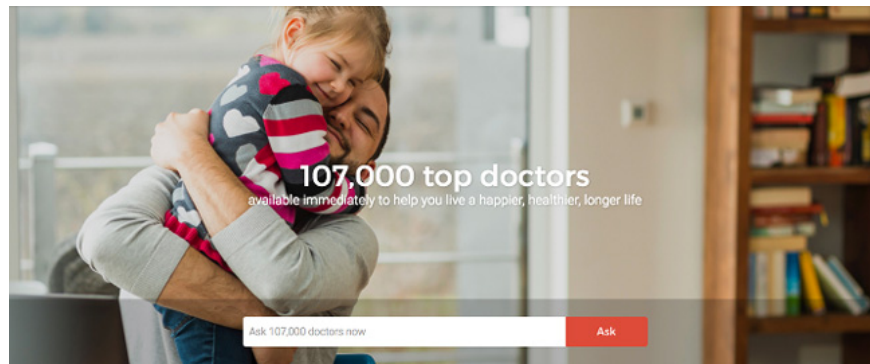 107,000 top doctors
available immediately to help you live a happier, healthier, longer life
Ask 107,000 doctors now
Ask